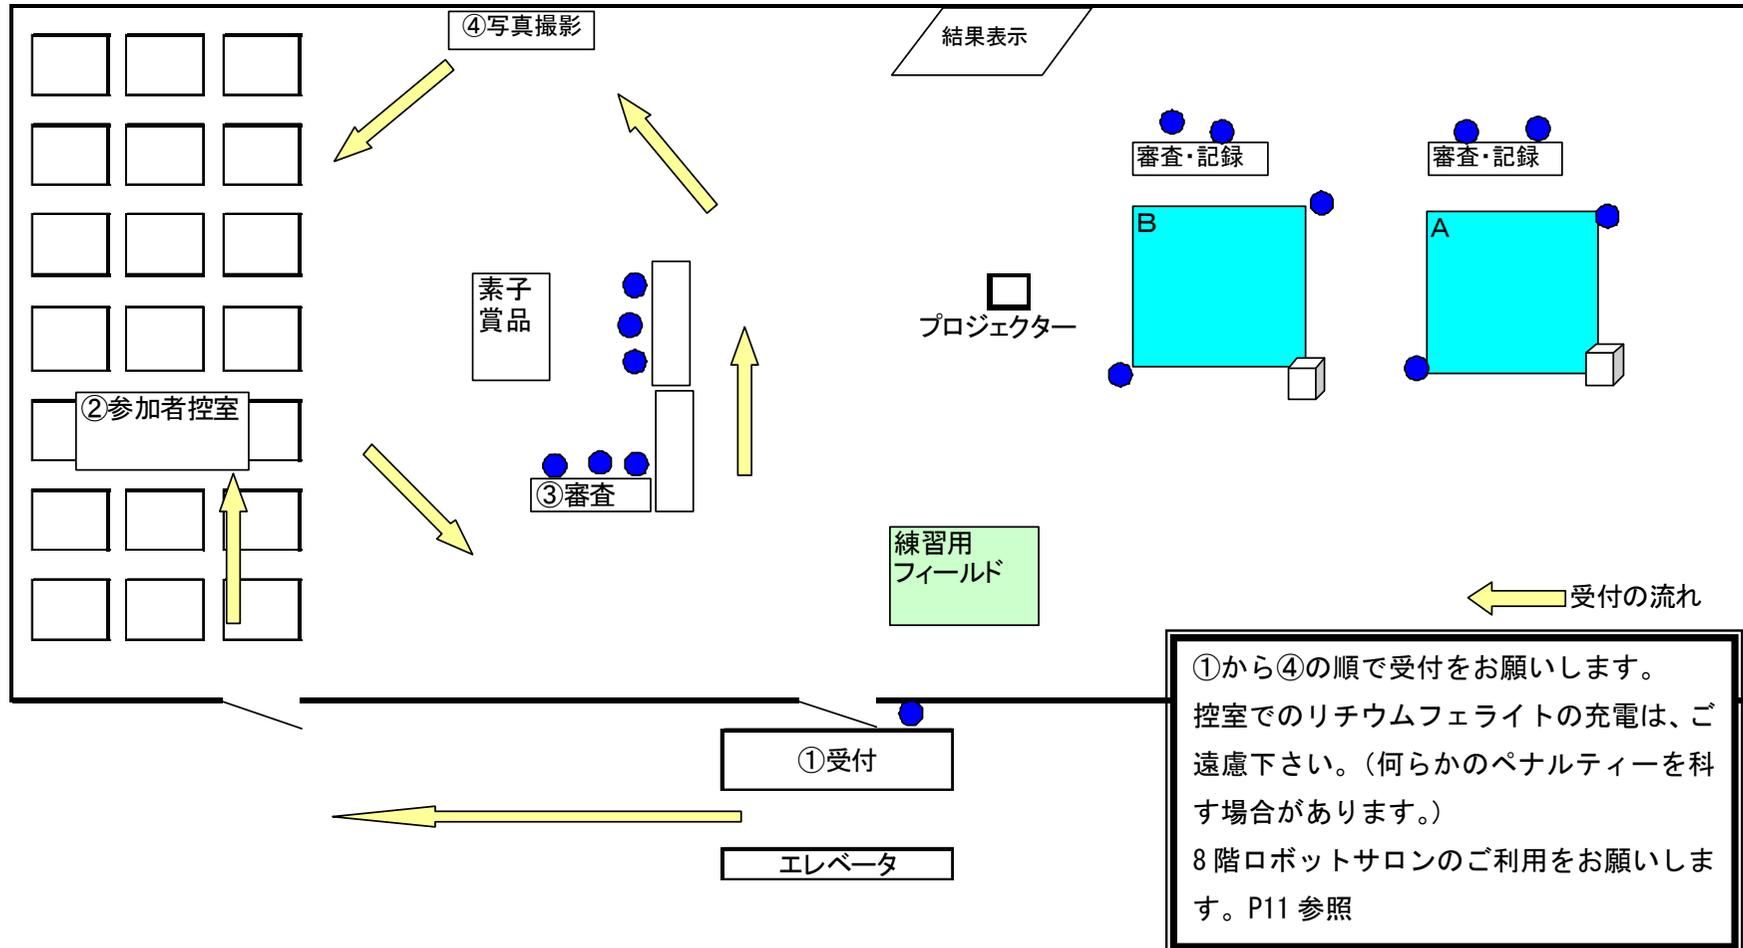 ④写真撮影
結果表示
審査・記録
審査・記録
B
A
素子
賞品
プロジェクター
②参加者控室
③審査
練習用
フィールド
受付の流れ
①から④の順で受付をお願いします。
控室でのリチウムフェライトの充電は、ご
遠慮下さい。（何らかのペナルティーを科
す場合があります。）
8階ロボットサロンのご利用をお願いしま
す。P11参照
①受付
エレベータ